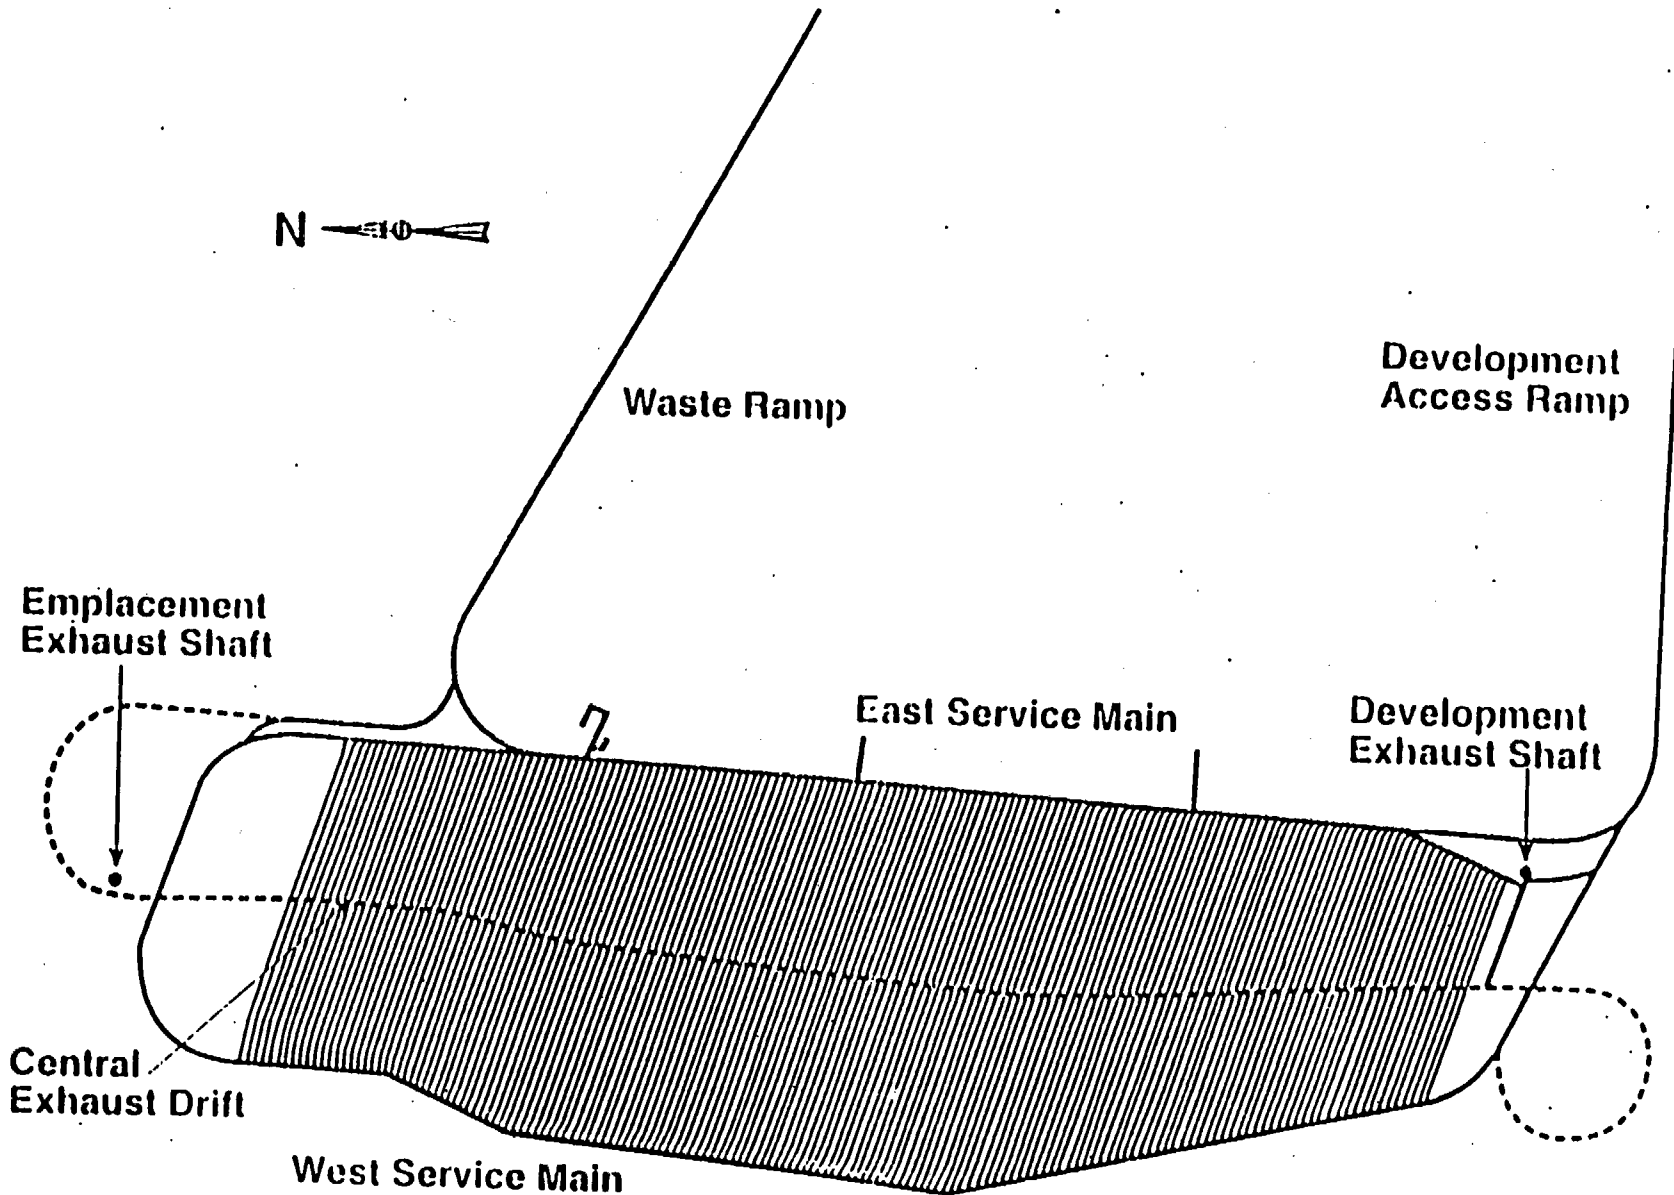 N
Development
Access Ramp
Waste Ramp
Emplacement
Exhaust Shaft
East Service Main
Development
Exhaust Shaft
Central
Exhaust Drift
West Service Main